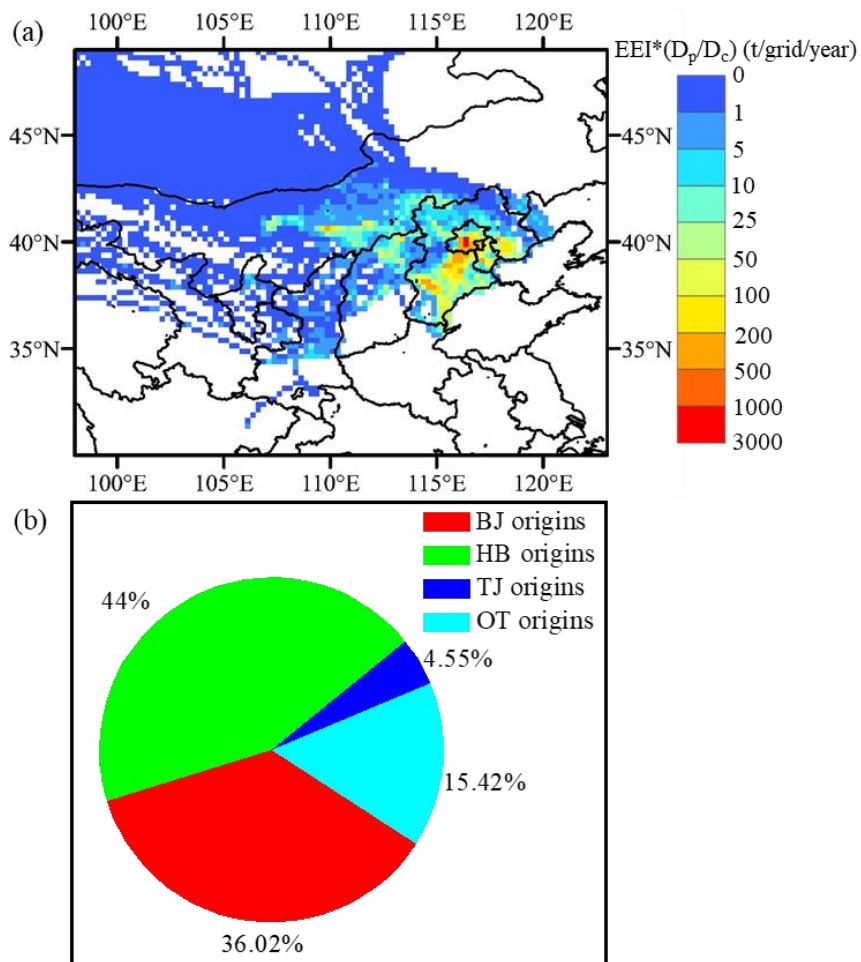 (a)
100°E 105°E 110°E 115°E 120°E
EEI*(Dp/Dc) (t/grid/year)
45°N 45°N
40°N 40°N
35°N 35°N
0
1
5
10
25
50
100
200
500
1000
3000
100°E 105°E 110°E 115°E 120°E
(b)
BJ origins
HB origins
TJ origins
OT origins
44%
4.55%
15.42%
36.02%